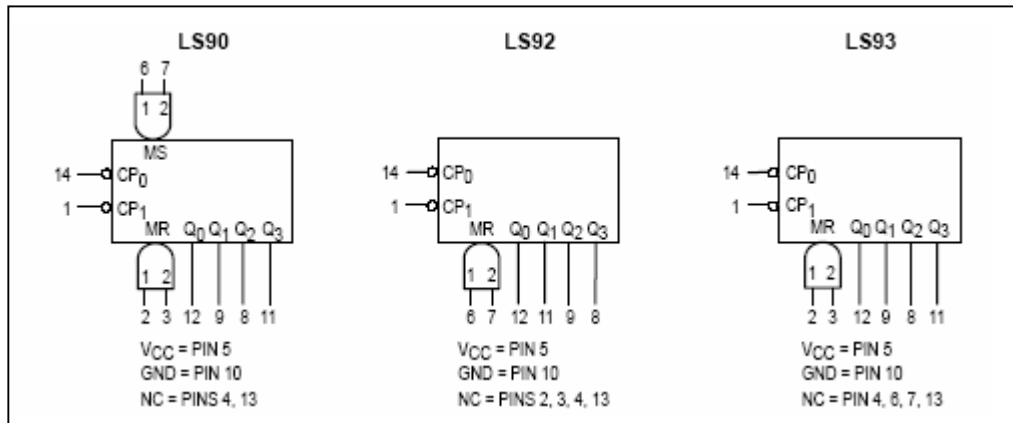 LS90 LS92 LS93
6 7
1 2
MS
14 CP0 14 CP0 14 CP0
1 CP1 1 CP1 1 CP1
MR Q0 Q1 Q2 Q3 MR Q0 Q1 Q2 Q3 MR Q0 Q1 Q2 Q3
1 2 1 2 1 2
2 3 12 9 8 11 6 7 12 11 9 8 2 3 12 9 8 11
VCC = PIN 5 VCC = PIN 5 VCC = PIN 5
GND = PIN 10 GND = PIN 10 GND = PIN 10
NC = PINS 4, 13 NC = PINS 2, 3, 4, 13 NC = PIN 4, 6, 7, 13